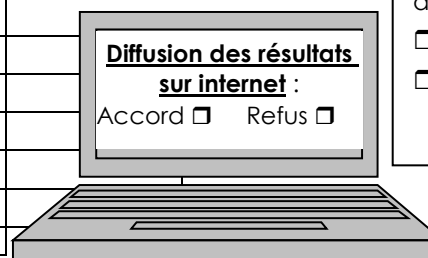 Diffusion des résultats
sur internet :
Accord ❒ Refus ❒